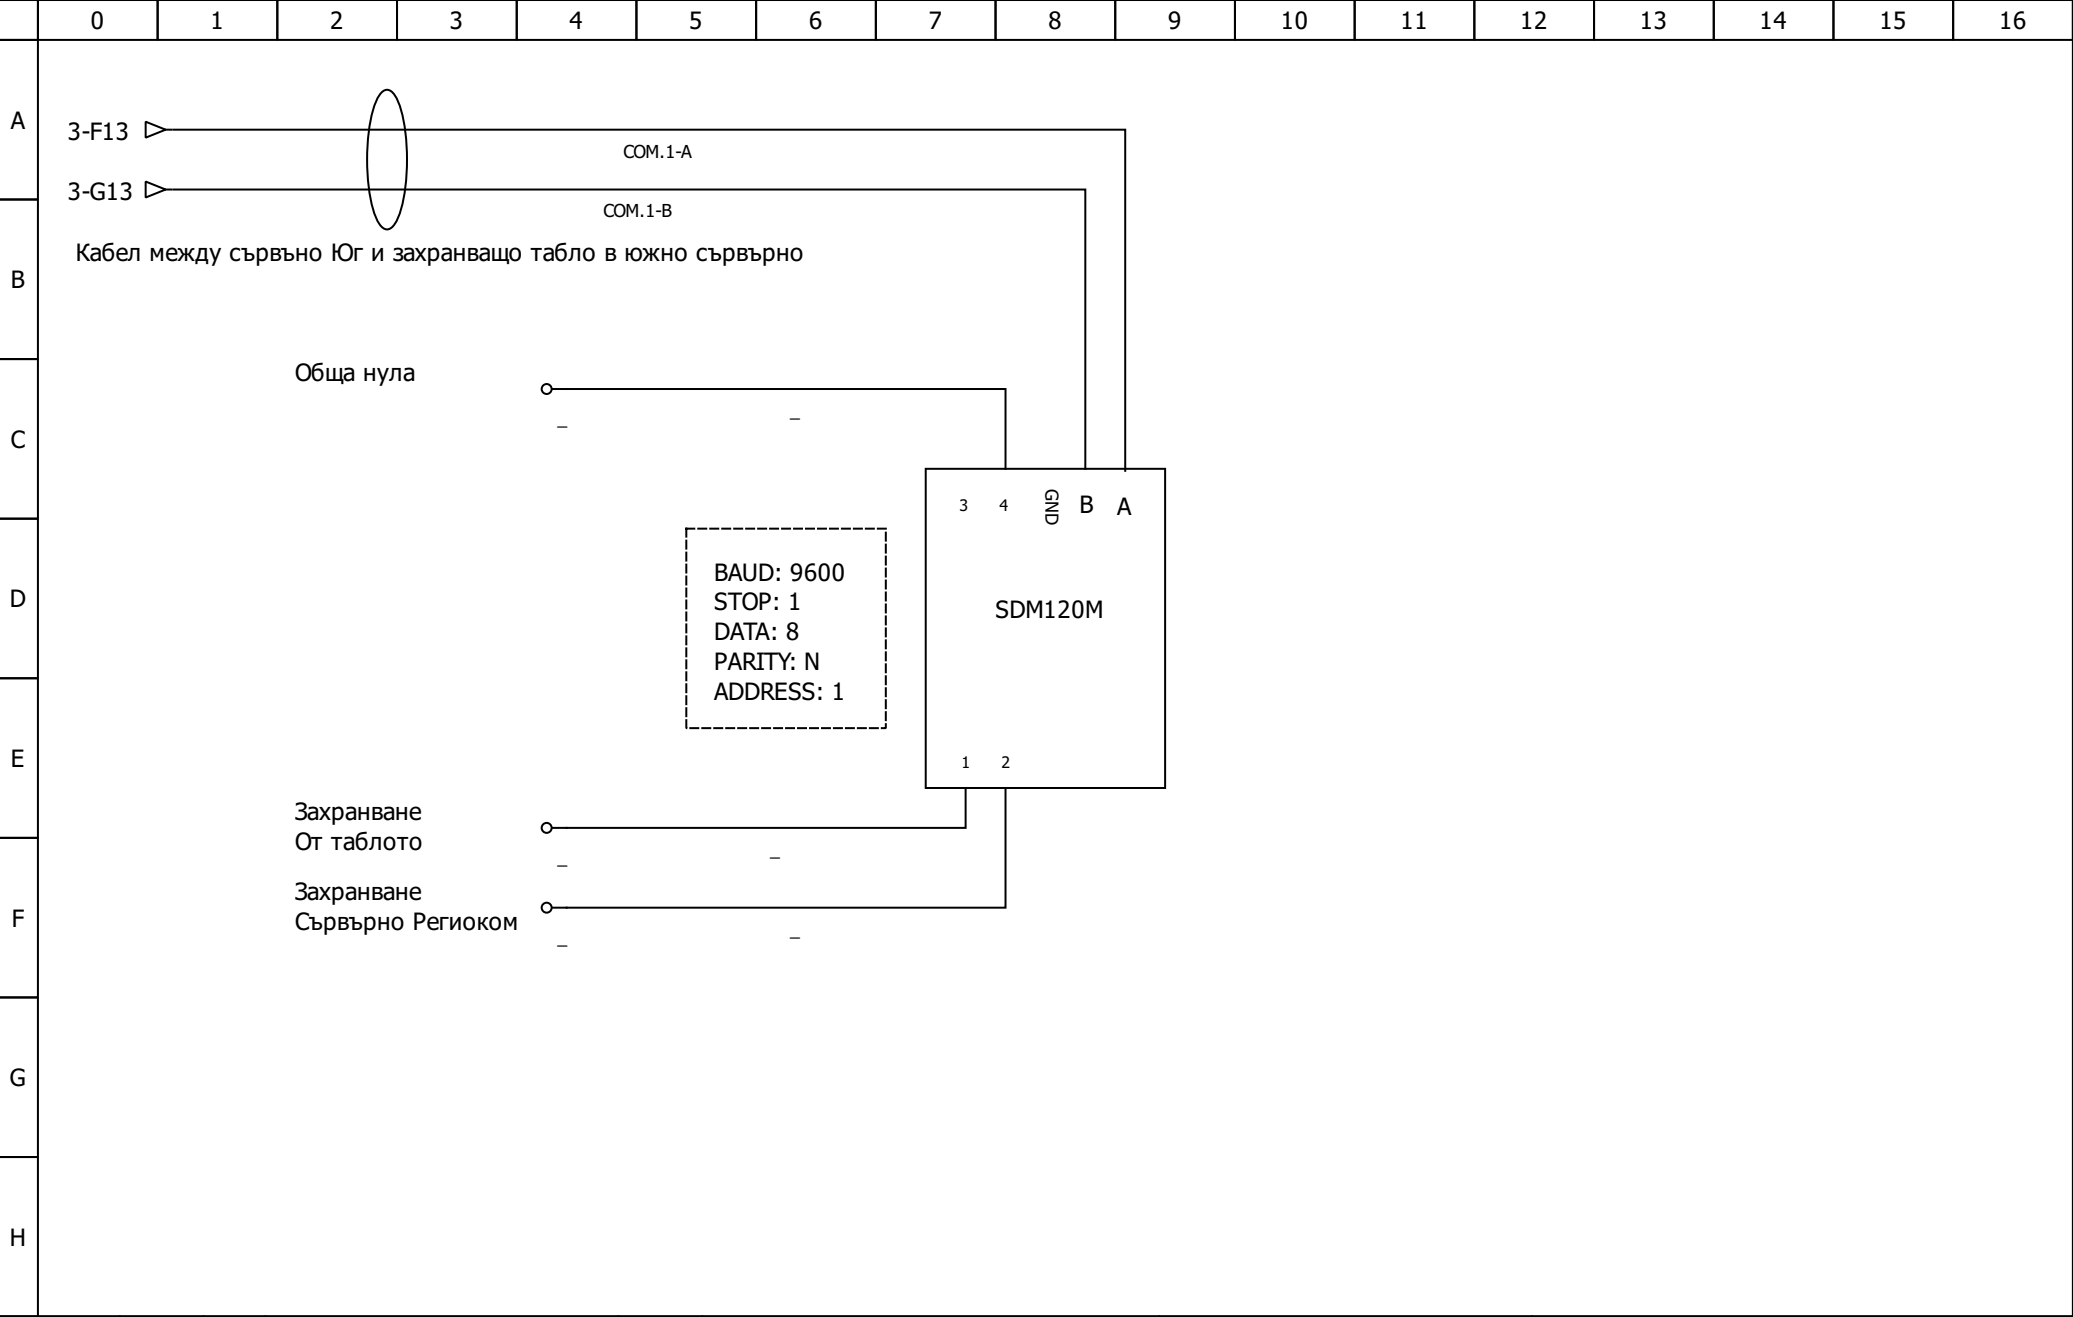 0 1 2 3 4 5 6 7 8 9 10 11 12 13 14 15 16
A
3-F13
COM.1-A
3-G13
COM.1-B
Кабел между сървъно Юг и захранващо табло в южно сървърно
B
Обща нула
_ _
C
3 4 GND B A
BAUD: 9600
STOP: 1
DATA: 8
PARITY: N
ADDRESS: 1
SDM120M
D
E
1 2
Захранване
От таблото
_ _
Захранване
Сървърно Региоком
_ _
F
G
H